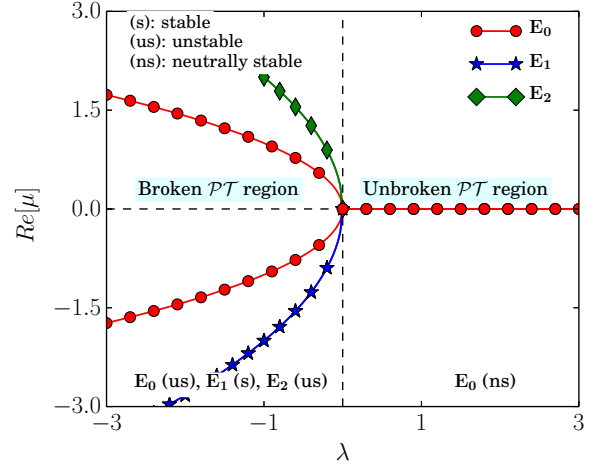 (s): stable
(us): unstable
(ns): neutrally stable
E₀
E₁
E₂
3.0
1.5
0.0
−1.5
−3.0
Re[μ]
Broken 𝒫𝒯 region
Unbroken 𝒫𝒯 region
E₀ (us), E₁ (s), E₂ (us)
E₀ (ns)
−3
−1
1
3
λ